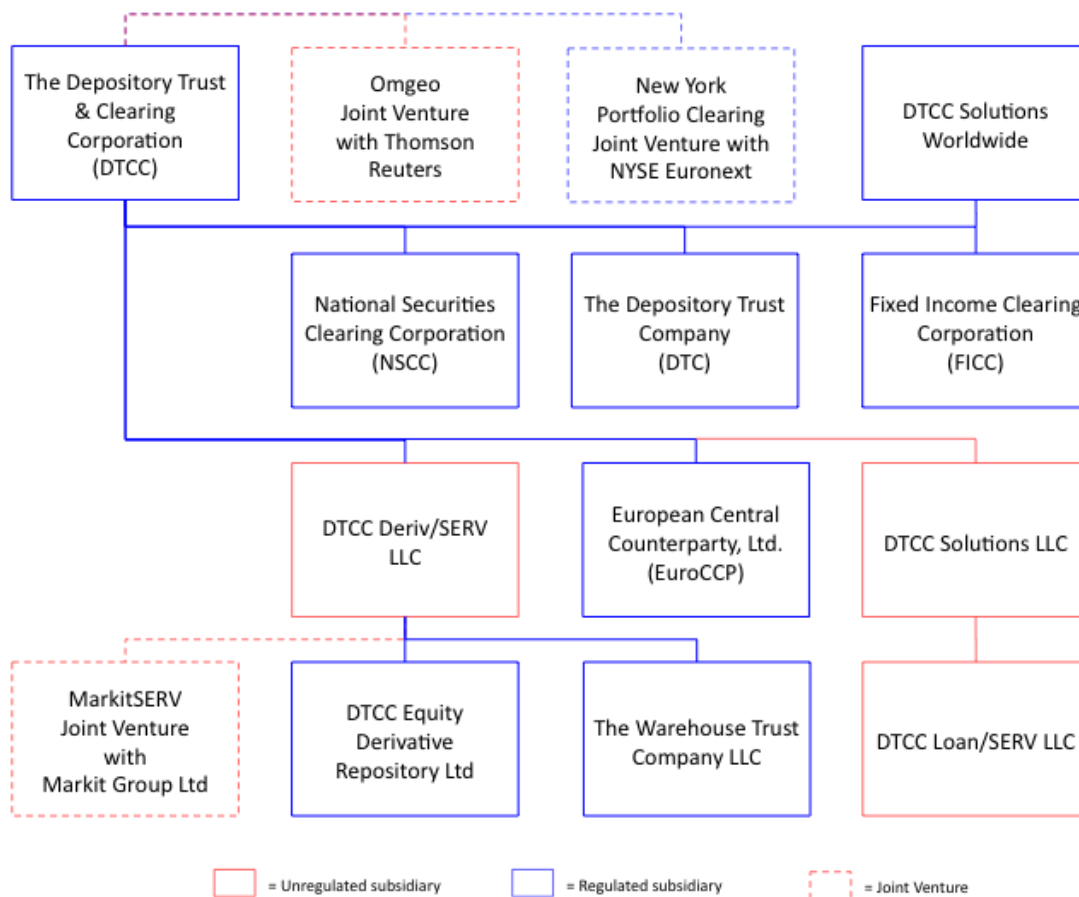 The Depository Trust
& Clearing
Corporation
(DTCC)
Omgeo
Joint Venture
with Thomson
Reuters
New York
Portfolio Clearing
Joint Venture with
NYSE Euronext
DTCC Solutions
Worldwide
National Securities
Clearing Corporation
(NSCC)
The Depository Trust
Company
(DTC)
Fixed Income Clearing
Corporation
(FICC)
DTCC Deriv/SERV
LLC
European Central
Counterparty, Ltd.
(EuroCCP)
DTCC Solutions LLC
MarkitSERV
Joint Venture
with
Markit Group Ltd
DTCC Equity
Derivative
Repository Ltd
The Warehouse Trust
Company LLC
DTCC Loan/SERV LLC
= Unregulated subsidiary
= Regulated subsidiary
= Joint Venture